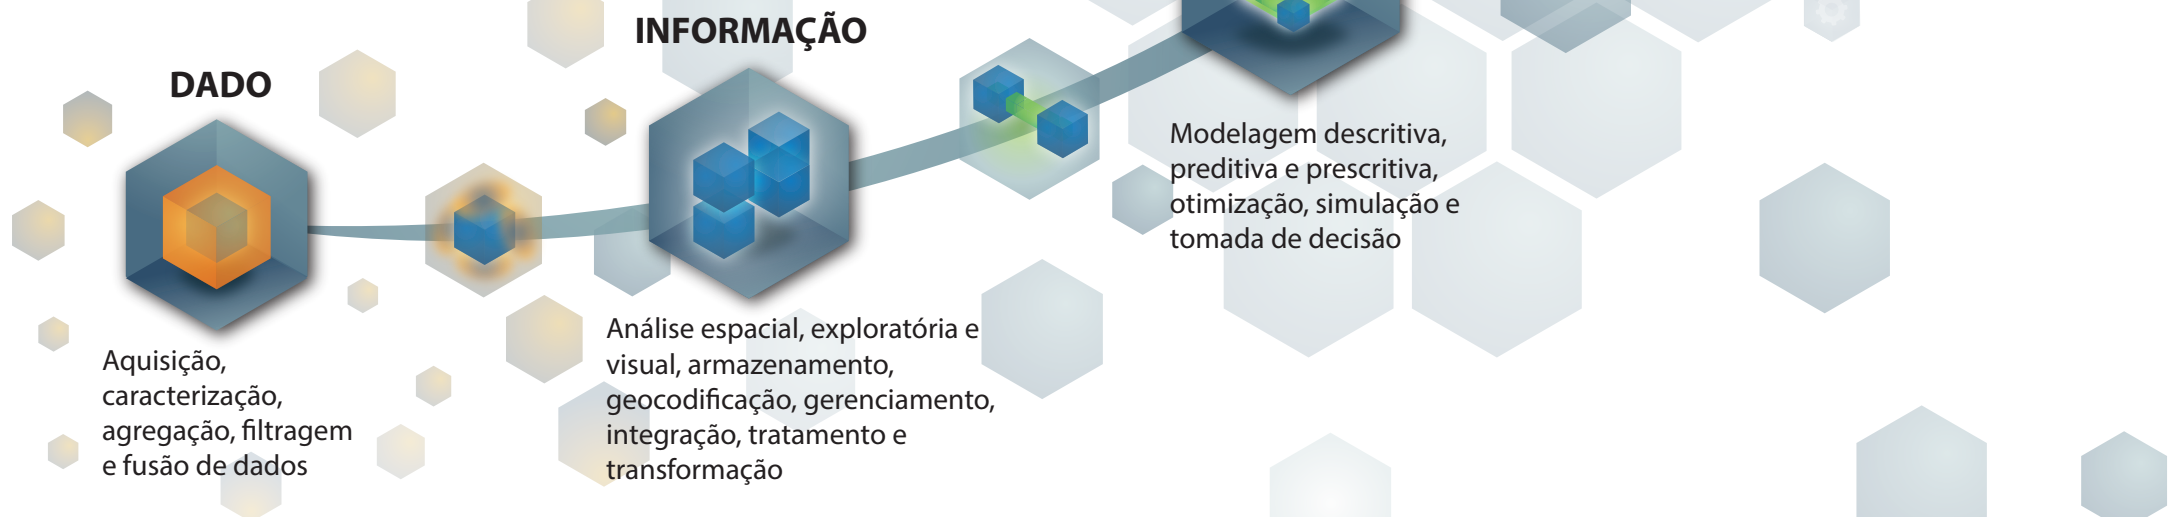 DADO
Aquisição,
caracterização,
agregação, filtragem
e fusão de dados
INFORMAÇÃO
Análise espacial, exploratória e
visual, armazenamento,
geocodificação, gerenciamento,
integração, tratamento e
transformação
Modelagem descritiva,
preditiva e prescritiva,
otimização, simulação e
tomada de decisão